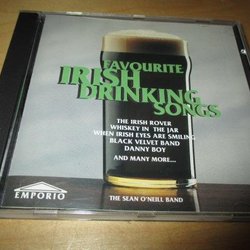 FAVOURITE
IRISH
DRINKING
SONGS
THE IRISH ROVER
WHISKEY IN THE JAR
WHEN IRISH EYES ARE SMILING
BLACK VELVET BAND
DANNY BOY
AND MANY MORE...
EMPORIO
THE SEAN O'NEILL BAND